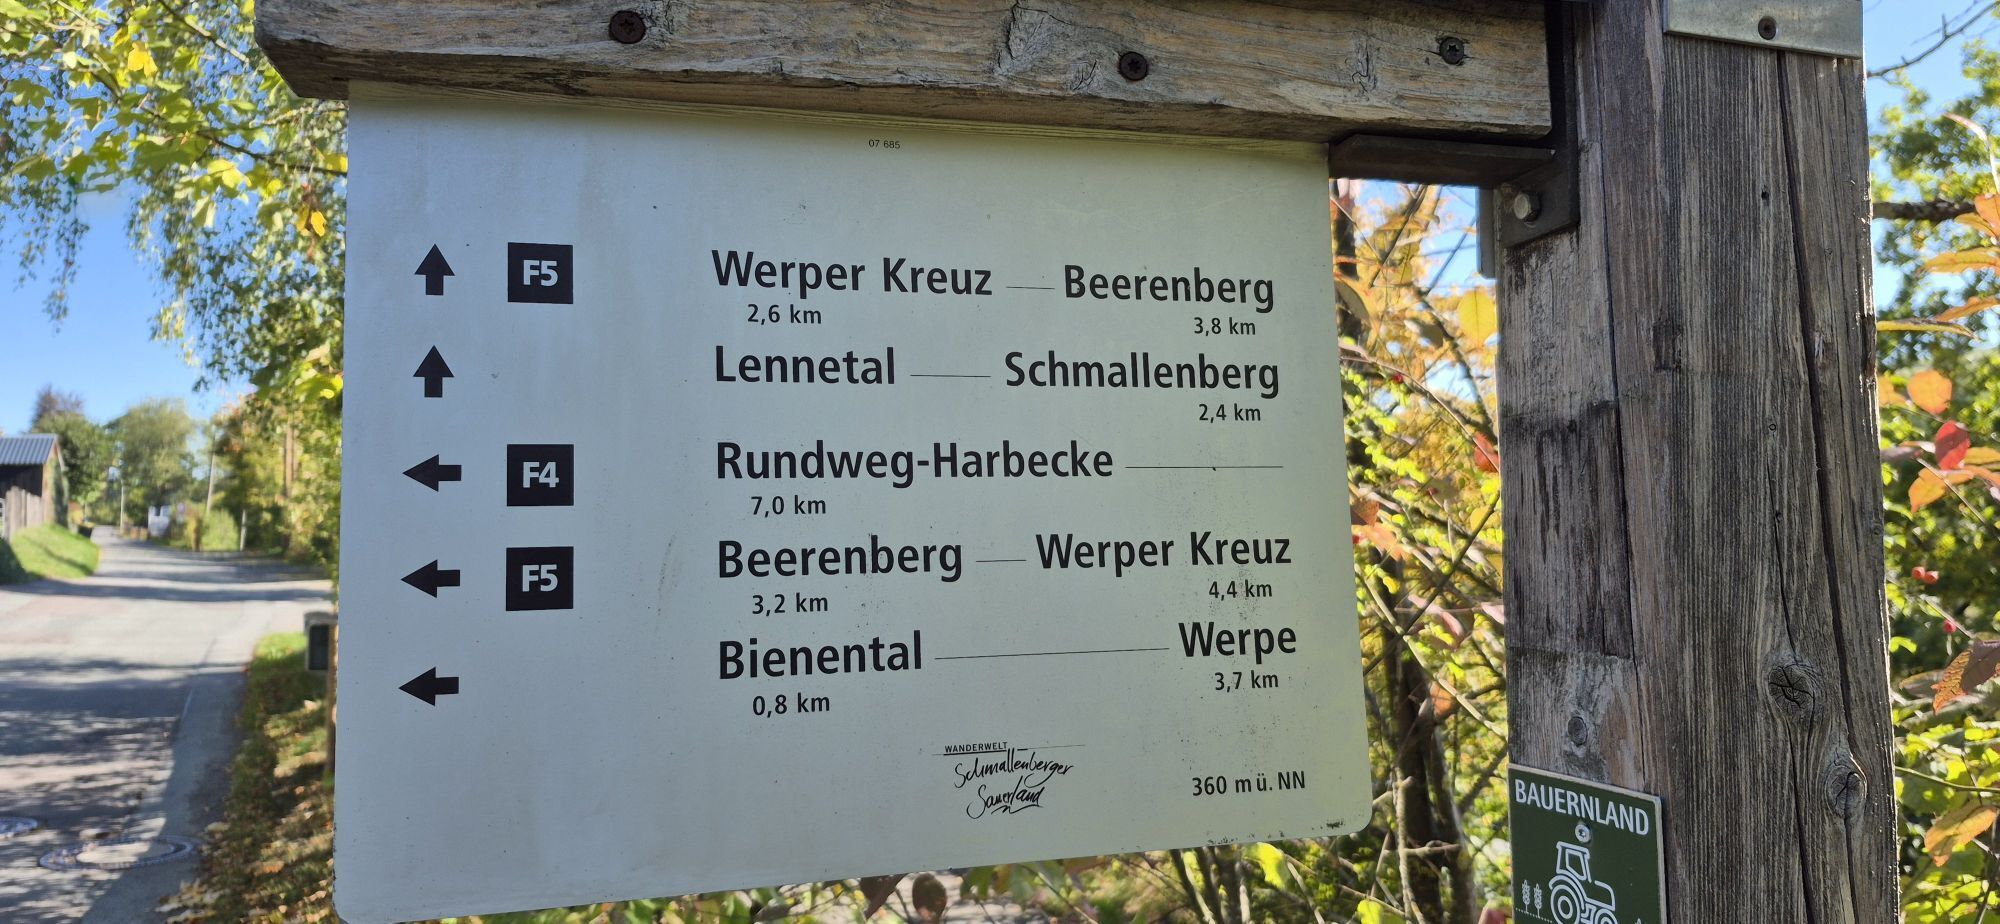 07 685
F5 Werper Kreuz Beerenberg
2,6 km 3,8 km
Lennetal Schmallenberg
2,4 km
F4 Rundweg-Harbecke
7,0 km
F5 Beerenberg Werper Kreuz
3,2 km 4,4 km
Bienental Werpe
0,8 km 3,7 km
WANDERWELT
Schmallenberger
Sauerland
360 m ü. NN
BAUERNLAND